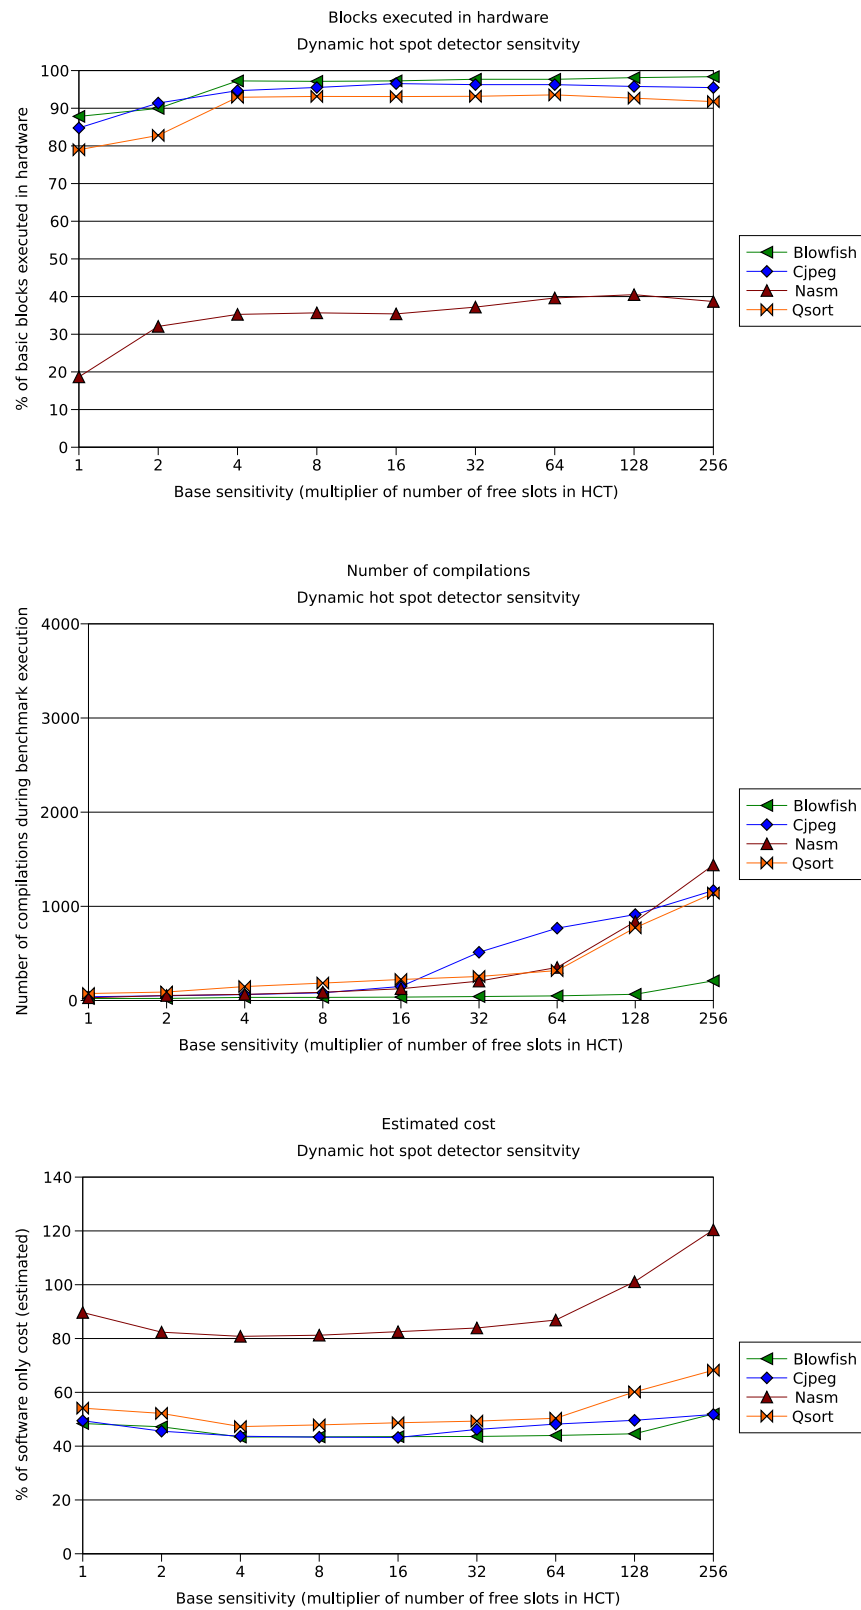 Blocks executed in hardware
Dynamic hot spot detector sensitvity
% of basic blocks executed in hardware
100
90
80
70
60
50
40
30
20
10
0
1 2 4 8 16 32 64 128 256
Base sensitivity (multiplier of number of free slots in HCT)
Blowfish
Cjpeg
Nasm
Qsort
Number of compilations
Dynamic hot spot detector sensitvity
Number of compilations during benchmark execution
4000
3000
2000
1000
0
1 2 4 8 16 32 64 128 256
Base sensitivity (multiplier of number of free slots in HCT)
Blowfish
Cjpeg
Nasm
Qsort
Estimated cost
Dynamic hot spot detector sensitvity
% of software only cost (estimated)
140
120
100
80
60
40
20
0
1 2 4 8 16 32 64 128 256
Base sensitivity (multiplier of number of free slots in HCT)
Blowfish
Cjpeg
Nasm
Qsort